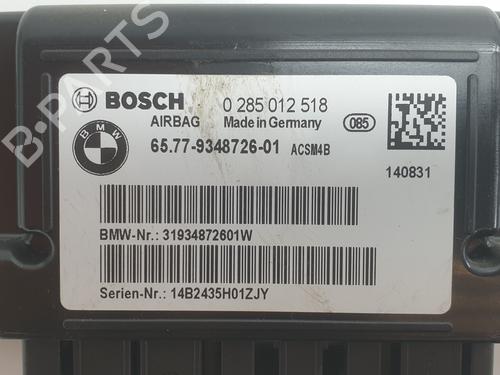 B-PARTS
BOSCH 0 285 012 518
AIRBAG Made in Germany 085
BMW
65.77-9348726-01 ACSM4B
140831
BMW-Nr.: 31934872601W
Serien-Nr.: 14B2435H01ZJY